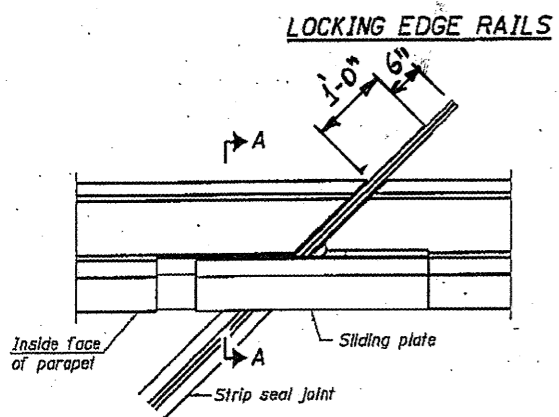 LOCKING EDGE RAILS
1'-0"
6"
A
Inside face
of parapet
A
Sliding plate
Strip seal joint